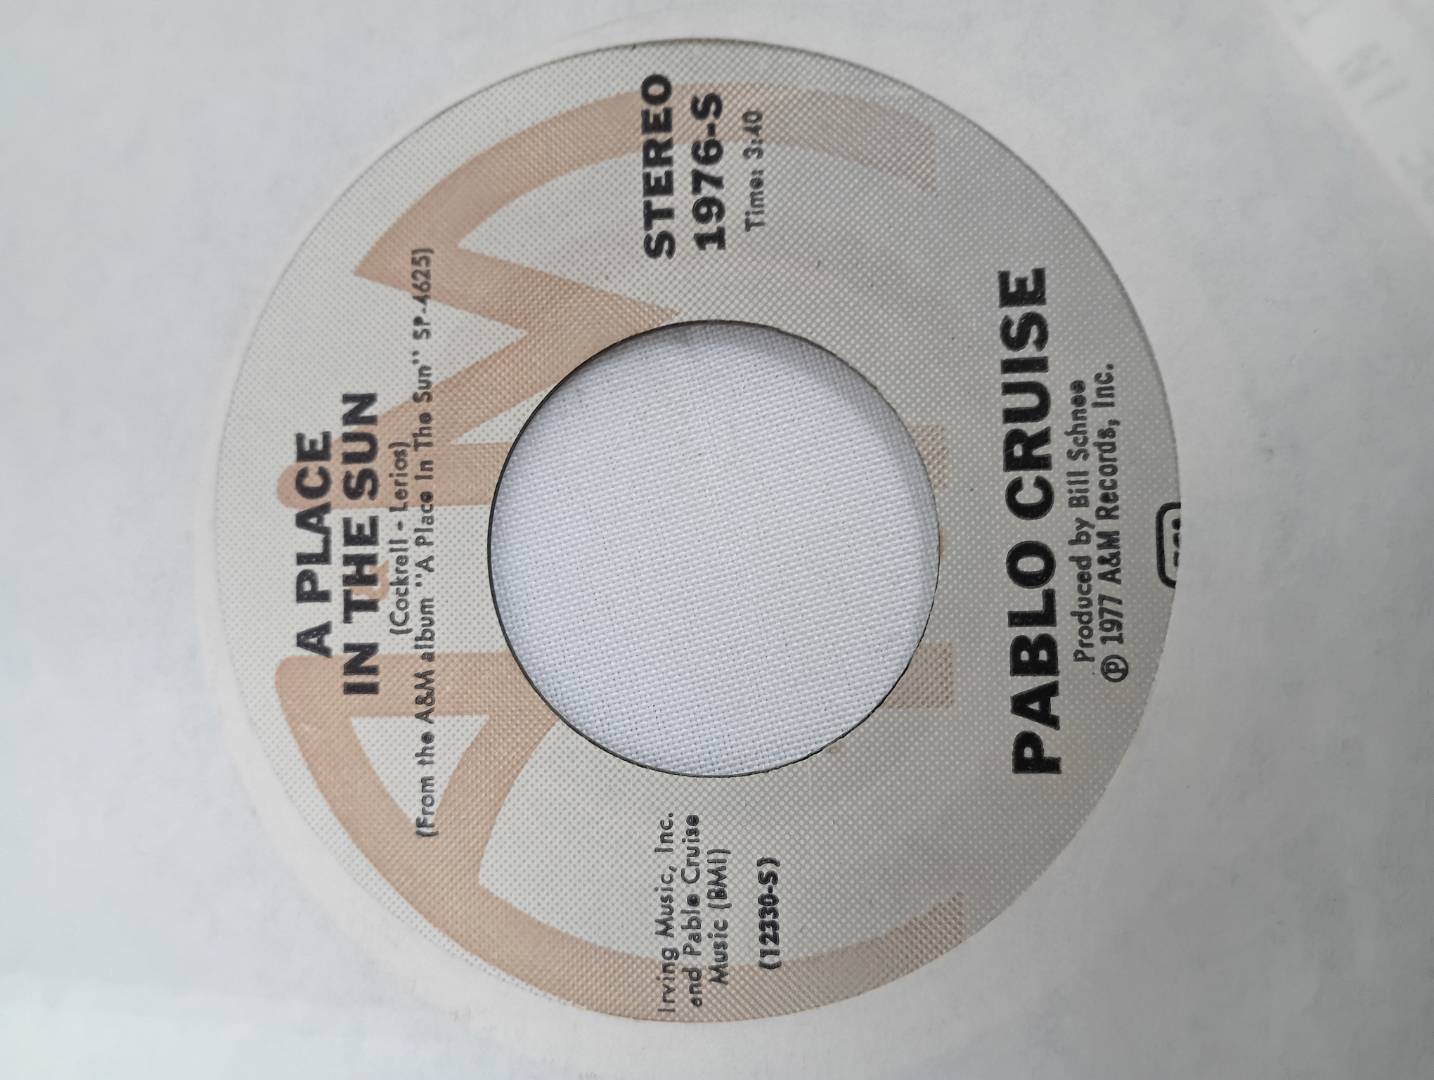 A PLACE
IN THE SUN
(Cockrell - Lerios)
(From the A&M album "A Place In The Sun" SP-4625)
STEREO
1976-S
Time: 3:40
Irving Music, Inc.
and Pablo Cruise
Music (BMI)
(12330-S)
PABLO CRUISE
Produced by Bill Schnee
℗ 1977 A&M Records, Inc.